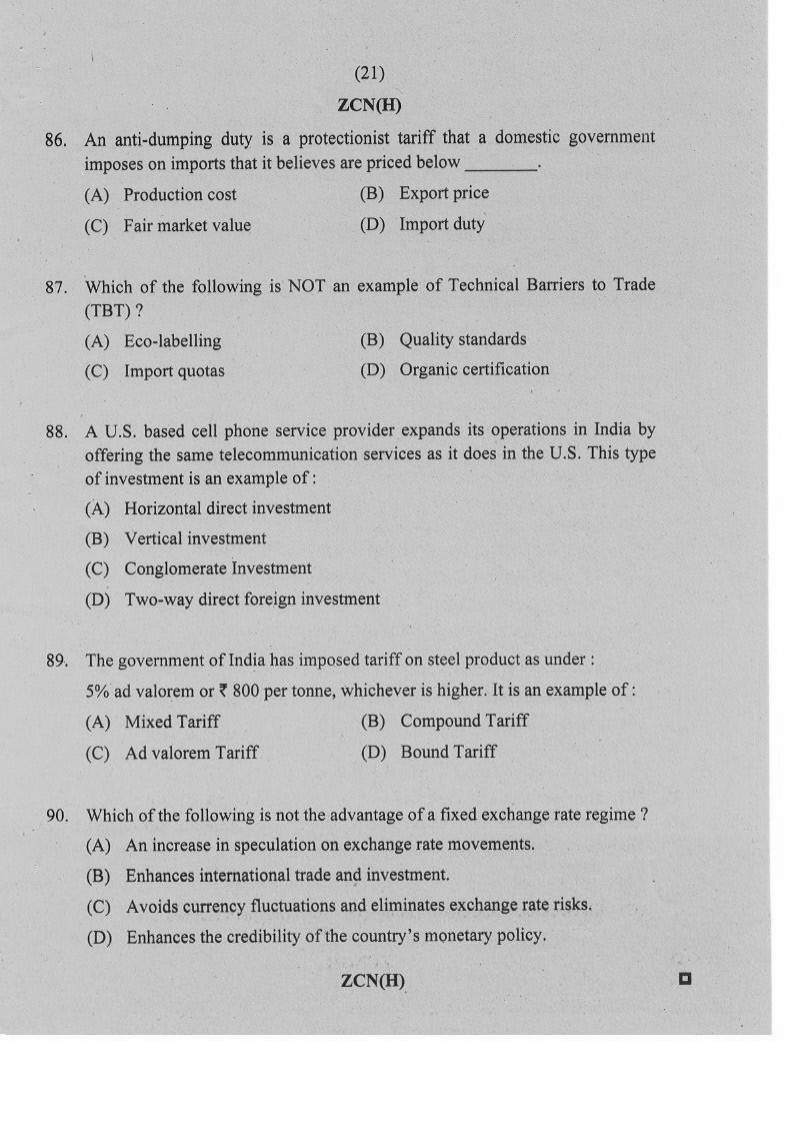 (21)
ZCN(H)
86. An anti-dumping duty is a protectionist tariff that a domestic government
imposes on imports that it believes are priced below ________.
(A) Production cost (B) Export price
(C) Fair market value (D) Import duty
87. Which of the following is NOT an example of Technical Barriers to Trade
(TBT) ?
(A) Eco-labelling (B) Quality standards
(C) Import quotas (D) Organic certification
88. A U.S. based cell phone service provider expands its operations in India by
offering the same telecommunication services as it does in the U.S. This type
of investment is an example of :
(A) Horizontal direct investment
(B) Vertical investment
(C) Conglomerate Investment
(D) Two-way direct foreign investment
89. The government of India has imposed tariff on steel product as under :
5% ad valorem or ₹ 800 per tonne, whichever is higher. It is an example of :
(A) Mixed Tariff (B) Compound Tariff
(C) Ad valorem Tariff (D) Bound Tariff
90. Which of the following is not the advantage of a fixed exchange rate regime ?
(A) An increase in speculation on exchange rate movements.
(B) Enhances international trade and investment.
(C) Avoids currency fluctuations and eliminates exchange rate risks.
(D) Enhances the credibility of the country's monetary policy.
ZCN(H)